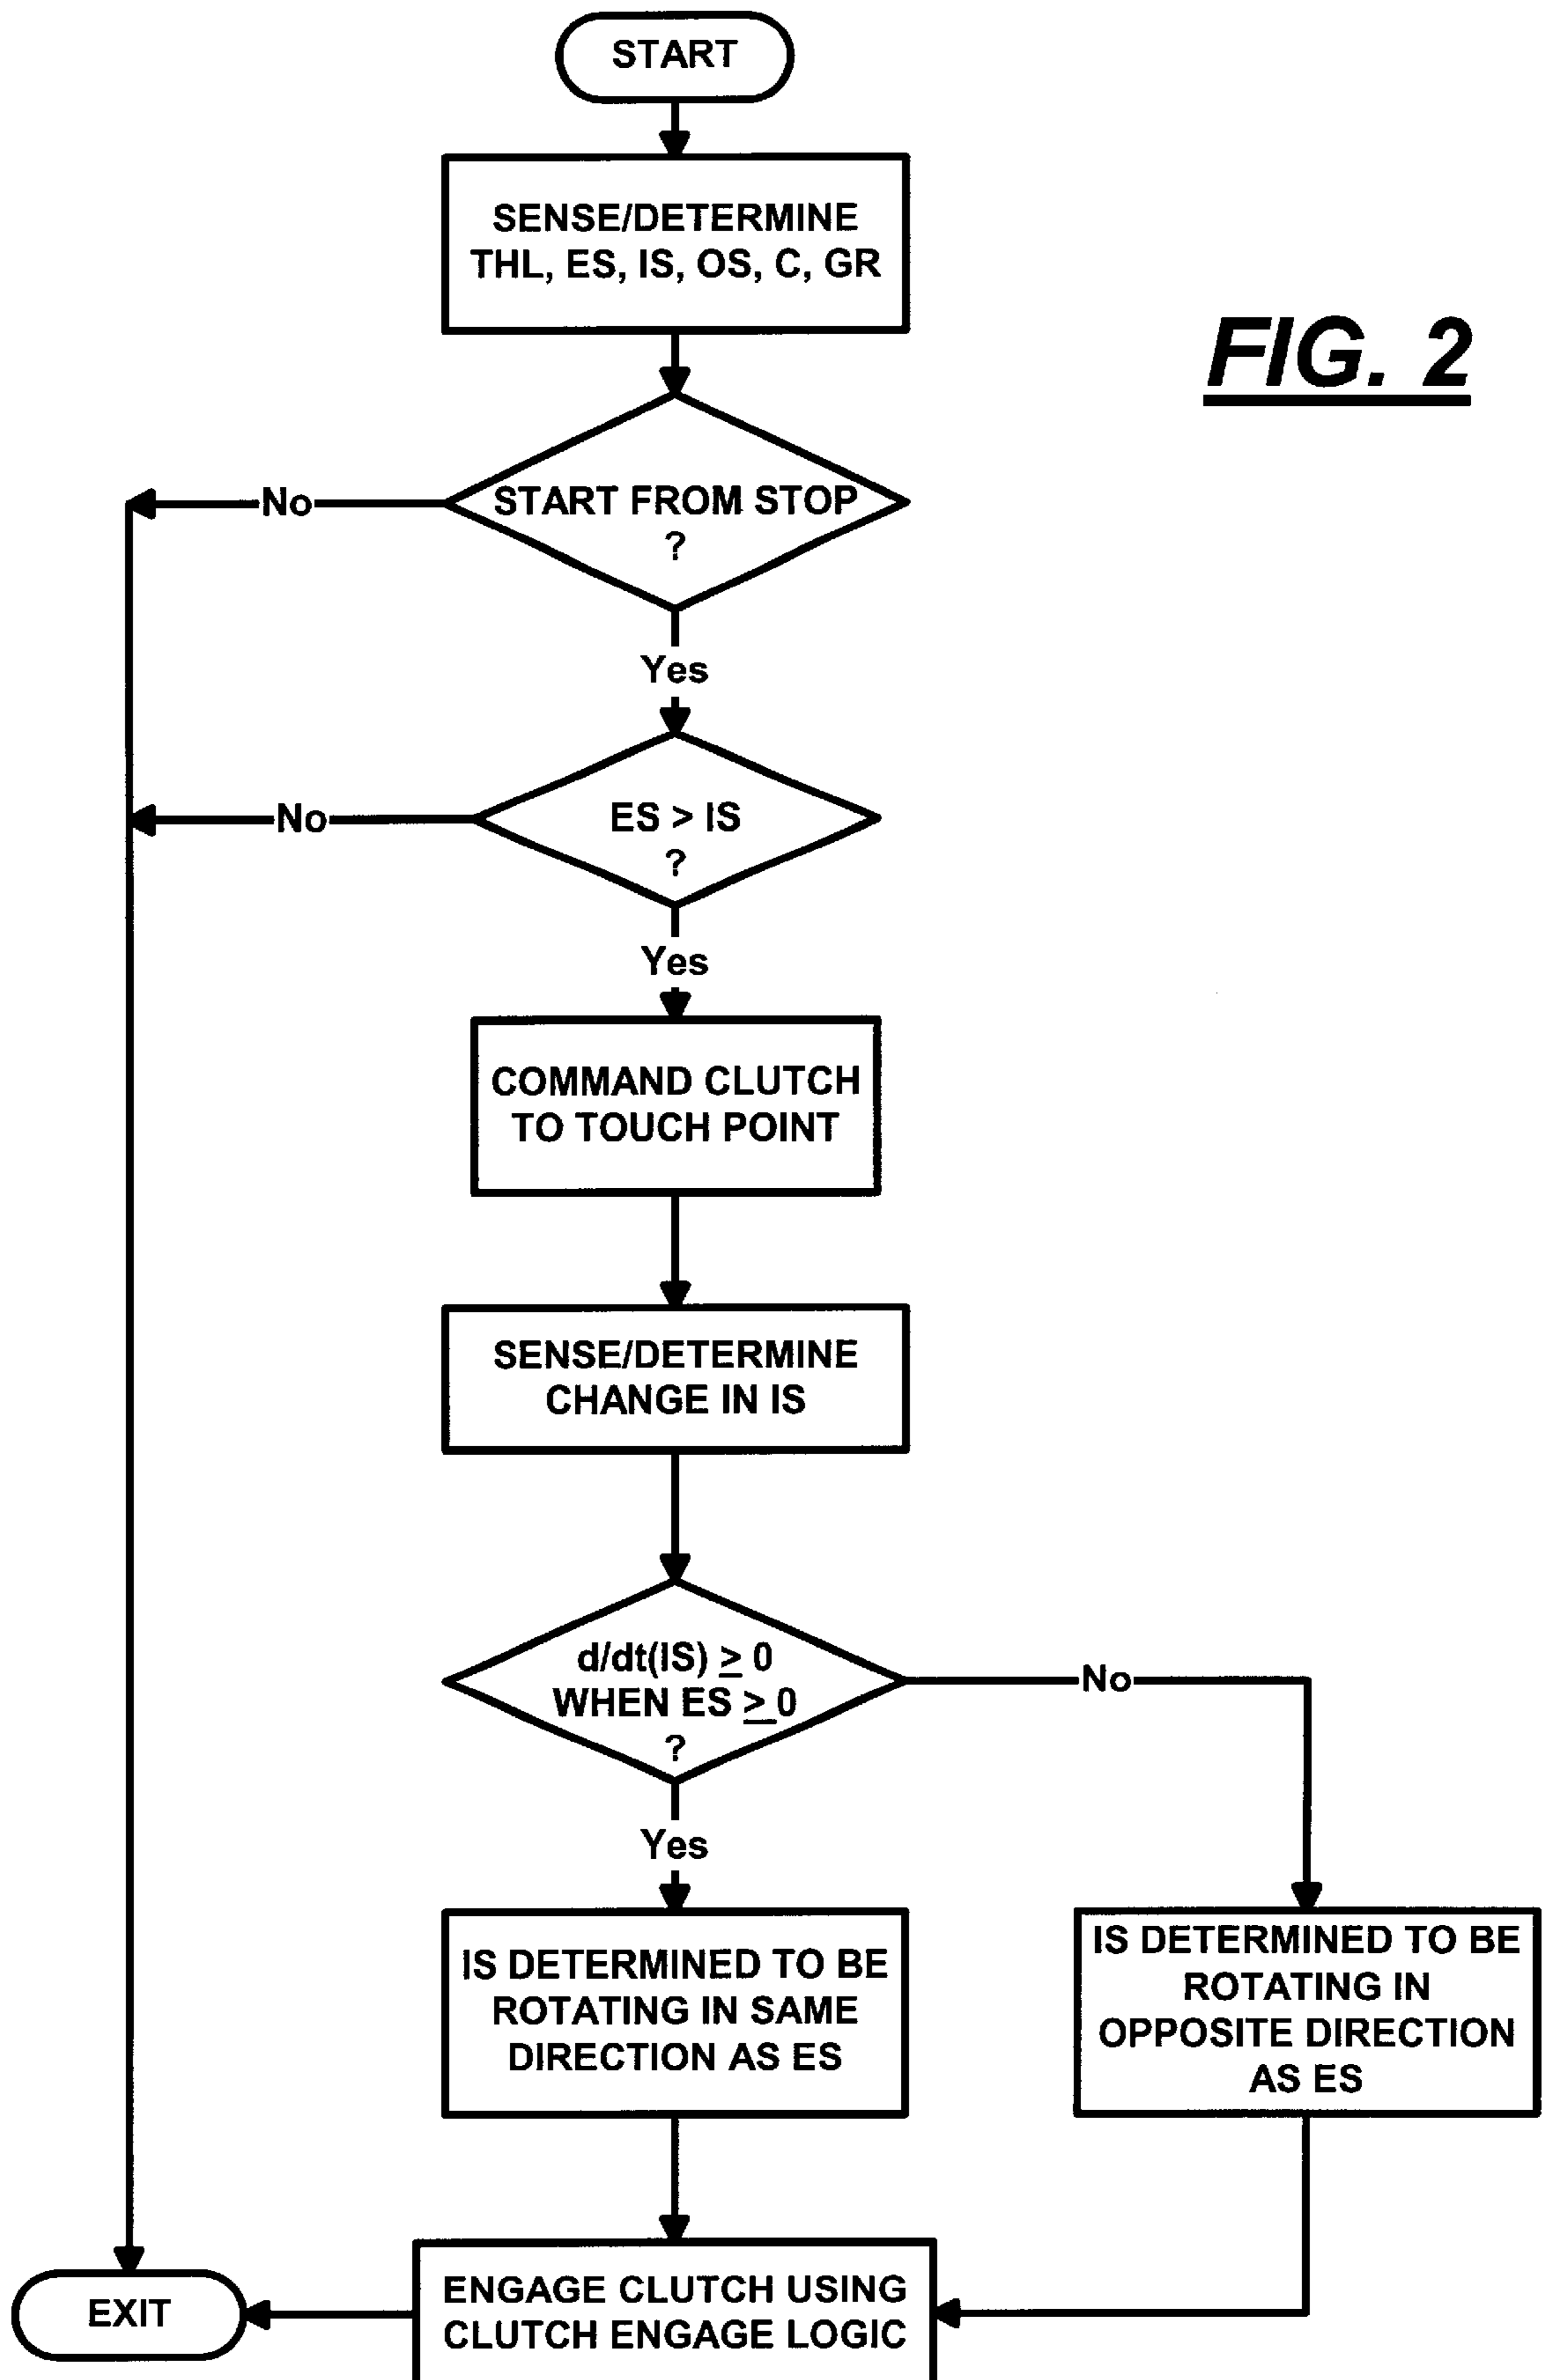 START
SENSE/DETERMINE
THL, ES, IS, OS, C, GR
FIG. 2
START FROM STOP
?
No
Yes
ES > IS
?
No
Yes
COMMAND CLUTCH
TO TOUCH POINT
SENSE/DETERMINE
CHANGE IN IS
d/dt(IS) ≥ 0
WHEN ES ≥ 0
?
No
Yes
IS DETERMINED TO BE
ROTATING IN SAME
DIRECTION AS ES
IS DETERMINED TO BE
ROTATING IN
OPPOSITE DIRECTION
AS ES
ENGAGE CLUTCH USING
CLUTCH ENGAGE LOGIC
EXIT